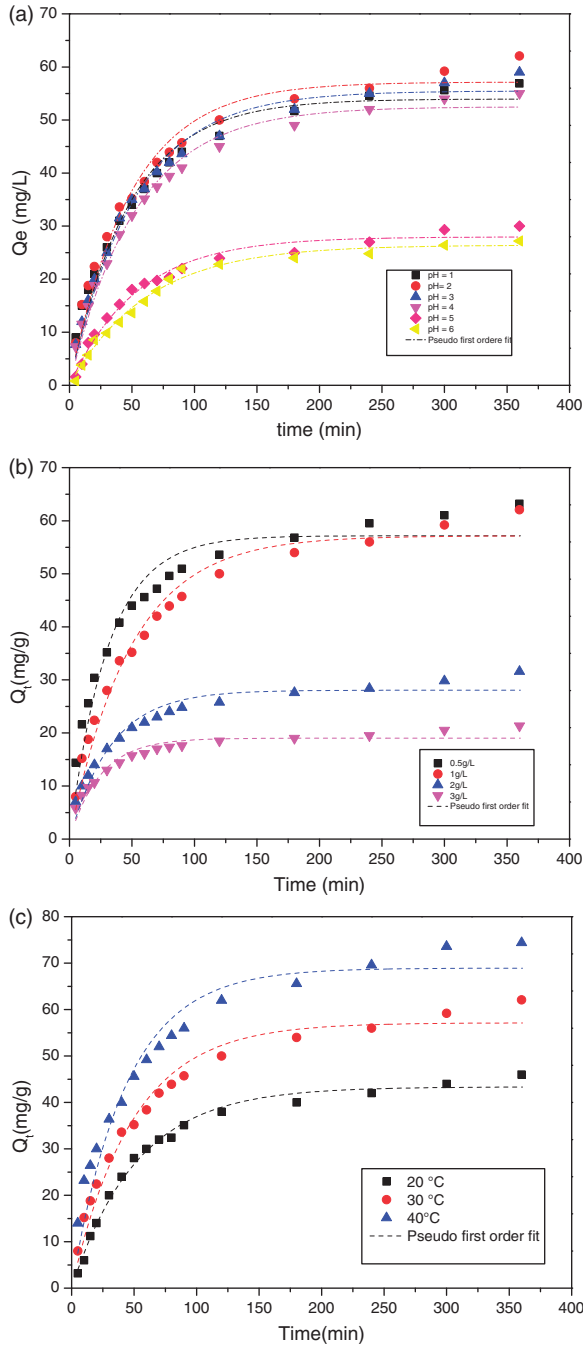 (a)
70
60
50
40
30
20
10
0
Qe (mg/L)
pH = 1
pH= 2
pH = 3
pH = 4
pH = 5
pH = 6
Pseudo first ordere fit
0 50 100 150 200 250 300 350 400
time (min)
(b)
70
60
50
40
30
20
10
0
Qt(mg/g)
0.5g/L
1g/L
2g/L
3g/L
Pseudo first order fit
0 50 100 150 200 250 300 350 400
Time (min)
(c)
80
70
60
50
40
30
20
10
0
Qt(mg/g)
20 °C
30 °C
40°C
Pseudo first order fit
0 50 100 150 200 250 300 350 400
Time(min)